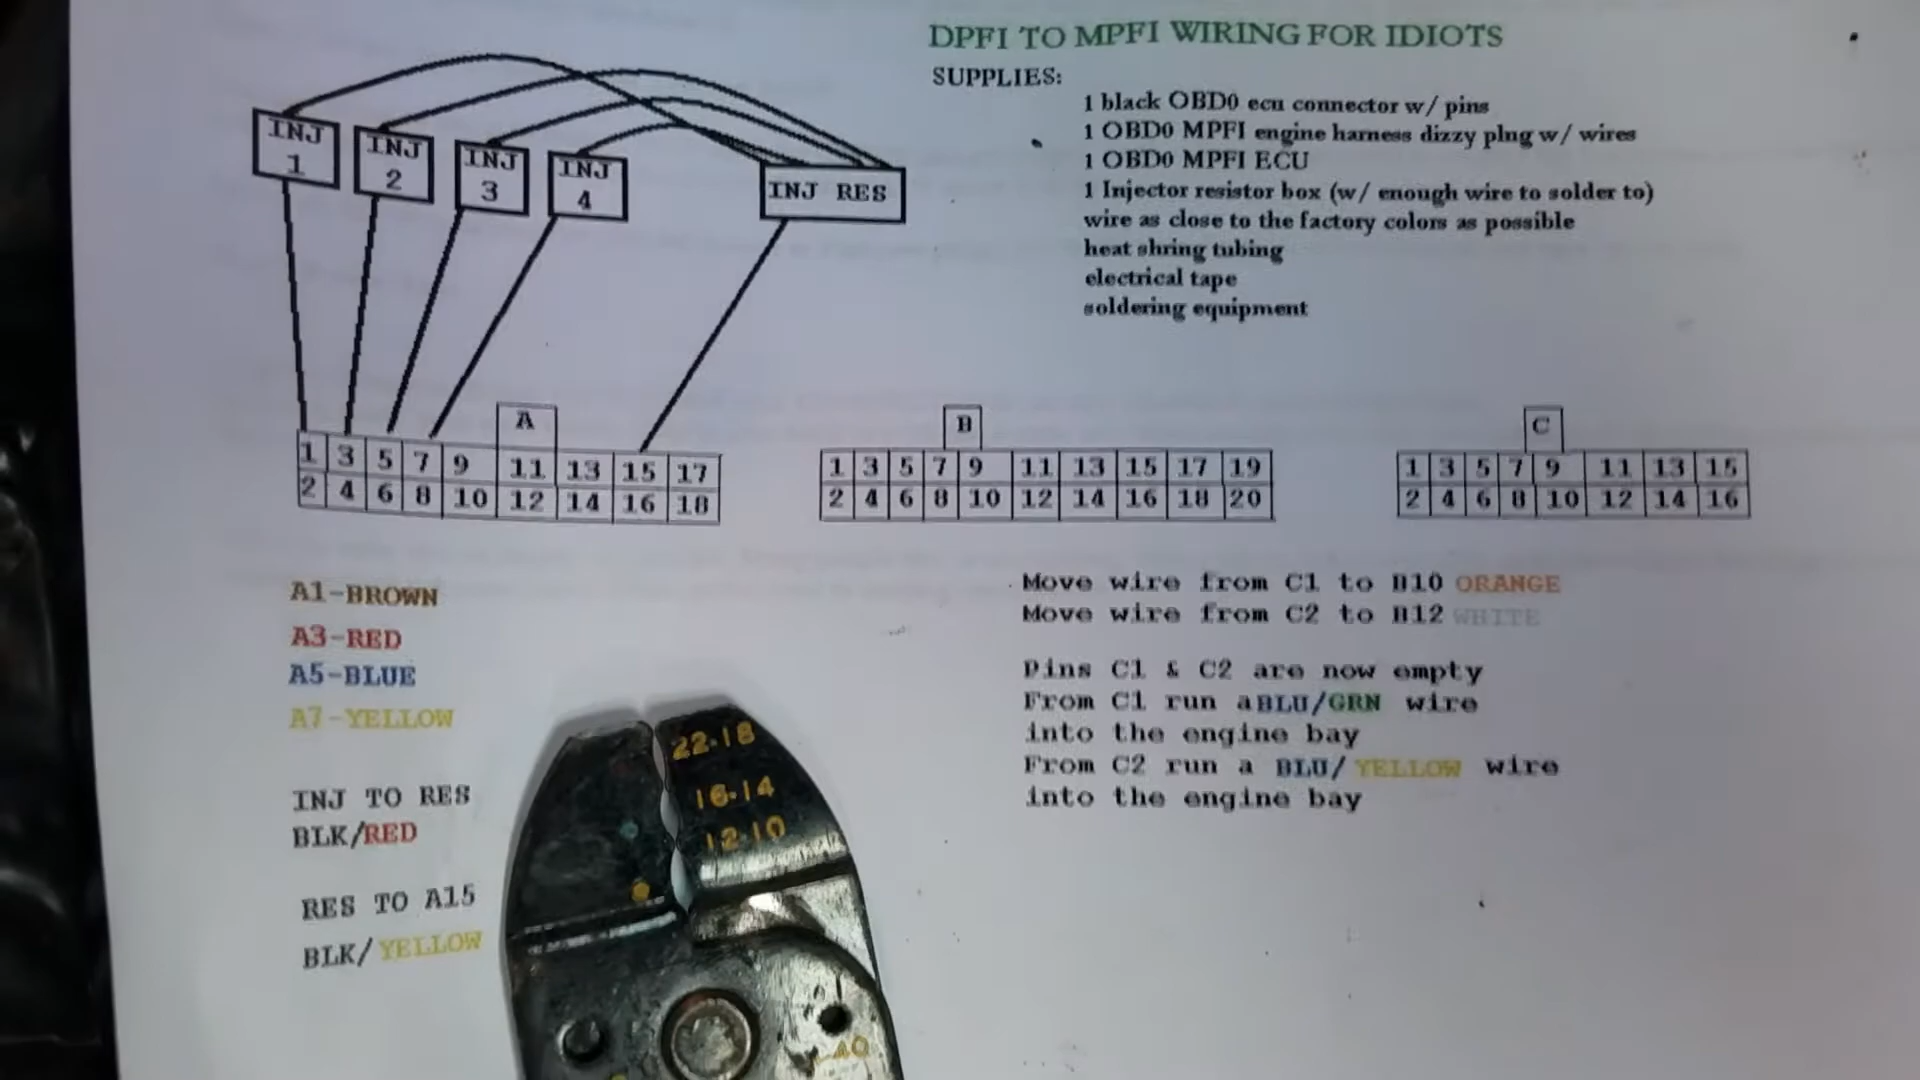 DPFI TO MPFI WIRING FOR IDIOTS
SUPPLIES:
1 black OBD0 ecu connector w/ pins
1 OBD0 MPFI engine harness dizzy plug w/ wires
1 OBD0 MPFI ECU
1 Injector resistor box (w/ enough wire to solder to)
wire as close to the factory colors as possible
heat shring tubing
electrical tape
soldering equipment
INJ 1
INJ 2
INJ 3
INJ 4
INJ RES
A
1 3 5 7 9 11 13 15 17
2 4 6 8 10 12 14 16 18
B
1 3 5 7 9 11 13 15 17 19
2 4 6 8 10 12 14 16 18 20
C
1 3 5 7 9 11 13 15
2 4 6 8 10 12 14 16
A1-BROWN
A3-RED
A5-BLUE
A7-YELLOW
INJ TO RES
BLK/RED
RES TO A15
BLK/YELLOW
Move wire from C1 to B10 ORANGE
Move wire from C2 to B12 WHITE
Pins C1 & C2 are now empty
From C1 run a BLU/GRN wire
into the engine bay
From C2 run a BLU/YELLOW wire
into the engine bay
22-18
16-14
12-10